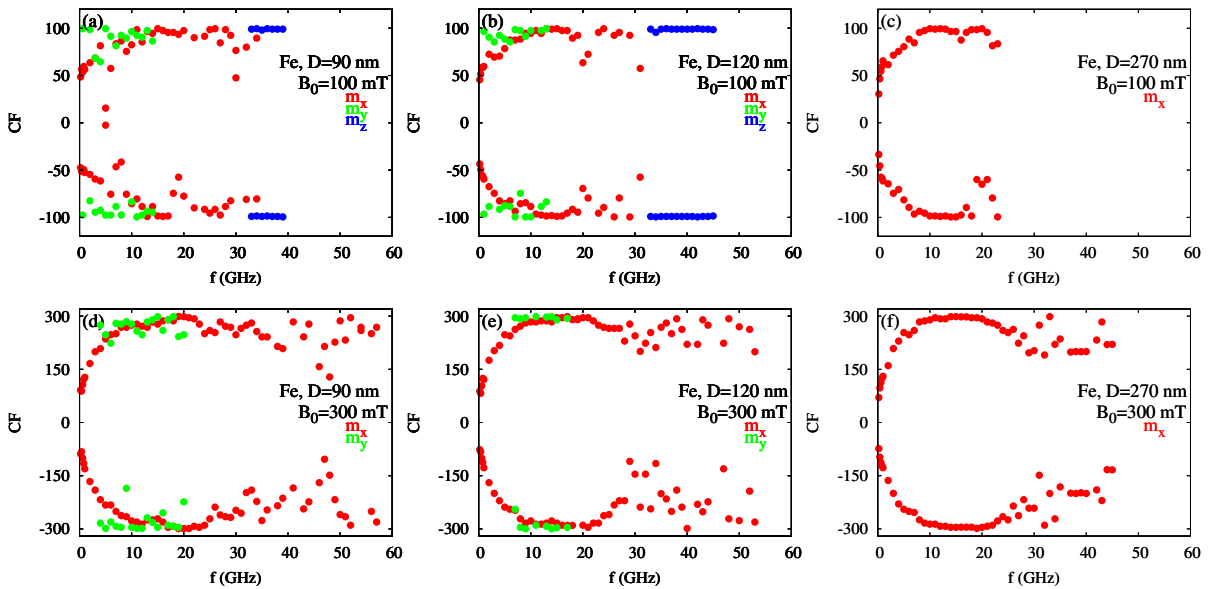 (a)
100
50
0
-50
-100
CF
Fe, D=90 nm
B0=100 mT
mx
my
mz
0 10 20 30 40 50 60
f (GHz)
(b)
100
50
0
-50
-100
CF
Fe, D=120 nm
B0=100 mT
mx
my
mz
0 10 20 30 40 50 60
f (GHz)
(c)
100
50
0
-50
-100
CF
Fe, D=270 nm
B0=100 mT
mx
0 10 20 30 40 50 60
f (GHz)
(d)
300
150
0
-150
-300
CF
Fe, D=90 nm
B0=300 mT
mx
my
0 10 20 30 40 50 60
f (GHz)
(e)
300
150
0
-150
-300
CF
Fe, D=120 nm
B0=300 mT
mx
my
0 10 20 30 40 50 60
f (GHz)
(f)
300
150
0
-150
-300
CF
Fe, D=270 nm
B0=300 mT
mx
0 10 20 30 40 50 60
f (GHz)